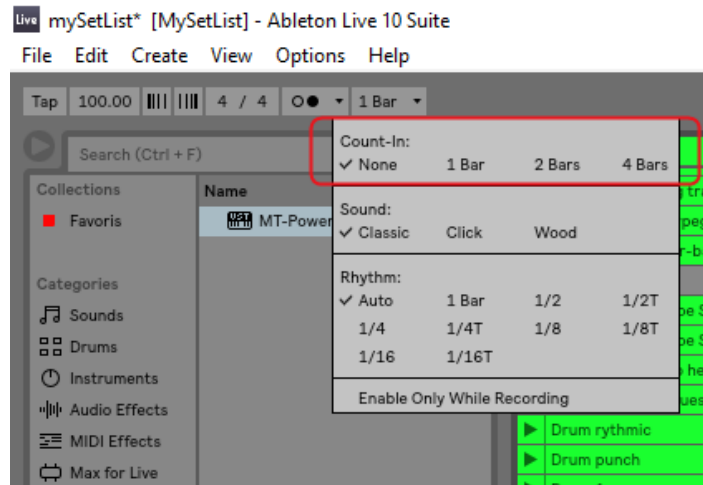 Live mySetList* [MySetList] - Ableton Live 10 Suite
File Edit Create View Options Help
Tap 100.00 4 / 4 1 Bar
Search (Ctrl + F)
Collections
Favoris
Categories
Sounds
Drums
Instruments
Audio Effects
MIDI Effects
Max for Live
Name
MT-Power
Count-In:
None 1 Bar 2 Bars 4 Bars
Sound:
Classic Click Wood
Rhythm:
Auto 1 Bar 1/2 1/2T
1/4 1/4T 1/8 1/8T
1/16 1/16T
Enable Only While Recording
Drum rythmic
Drum punch